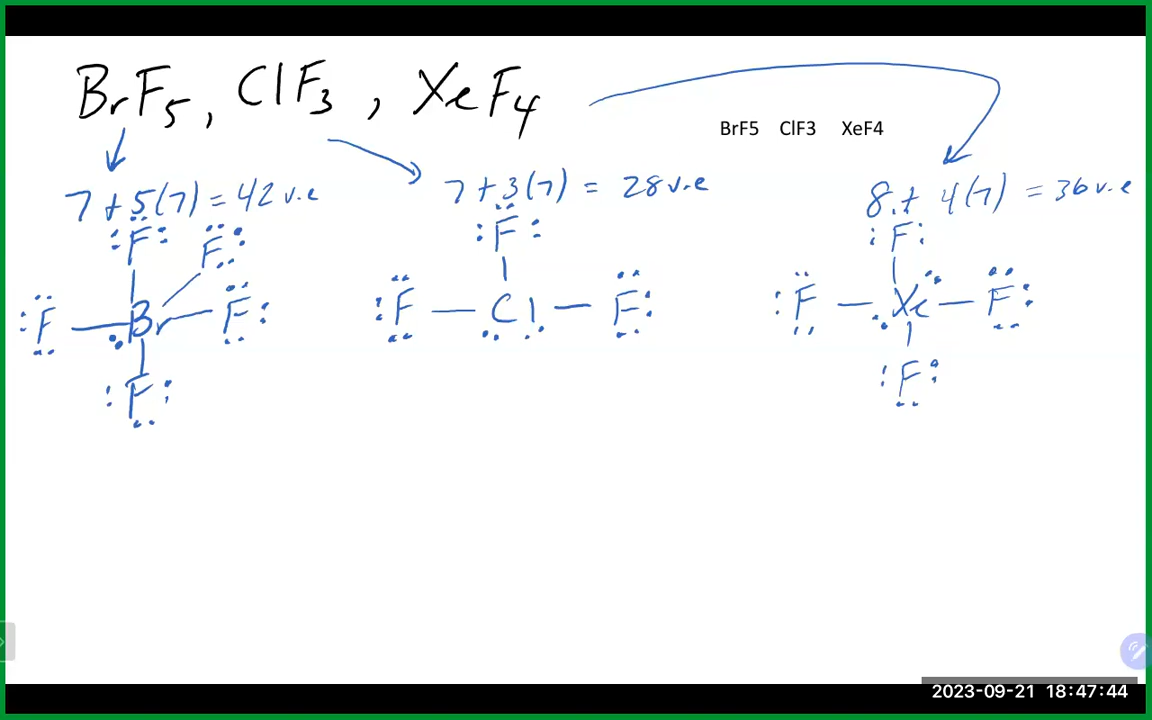 BrF5, ClF3, XeF4
BrF5 ClF3 XeF4
7 + 5(7) = 42 v.e
7 + 3(7) = 28 v.e
8 + 4(7) = 36 v.e
F F
F Br F
F
F
F Cl F
F
F Xe F
F
2023-09-21 18:47:44